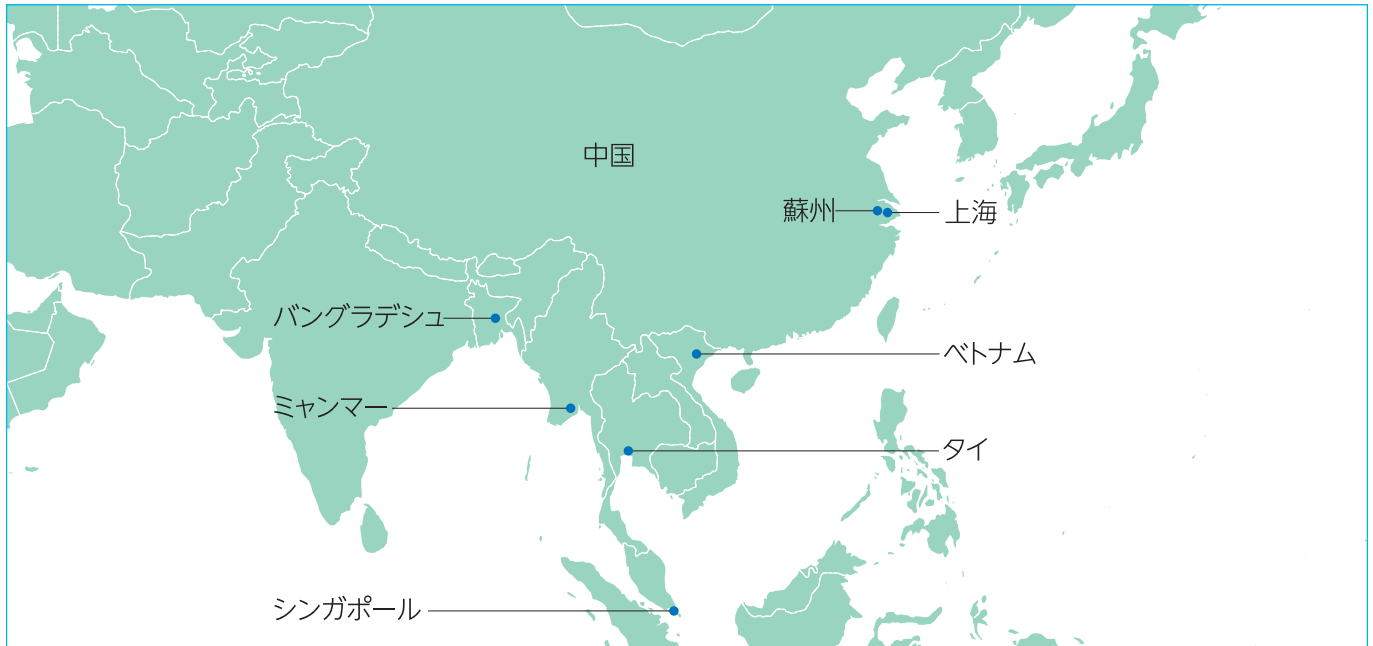 中国
蘇州
上海
バングラデシュ
ベトナム
ミャンマー
タイ
シンガポール